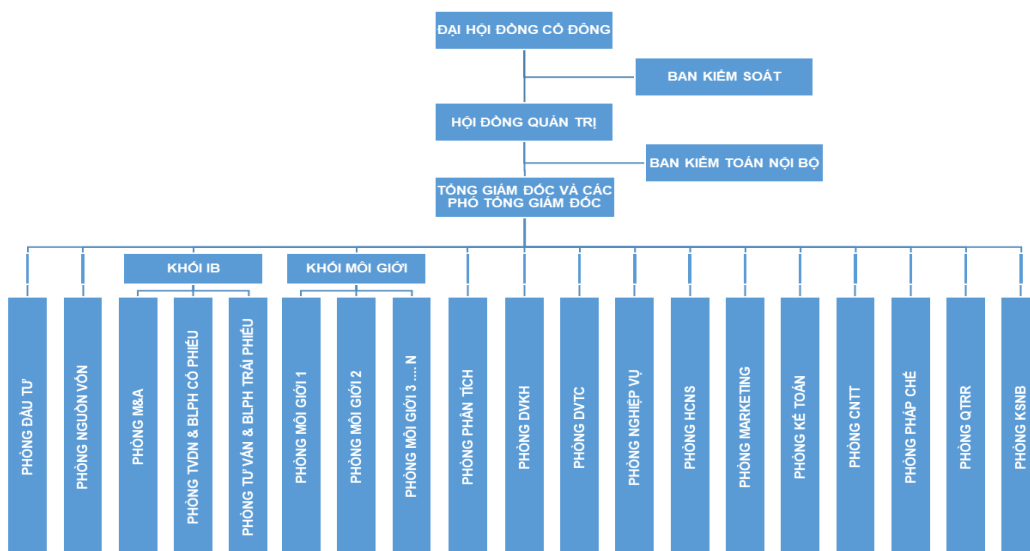 ĐẠI HỘI ĐỒNG CỔ ĐÔNG
BAN KIỂM SOÁT
HỘI ĐỒNG QUẢN TRỊ
BAN KIỂM TOÁN NỘI BỘ
TỔNG GIÁM ĐỐC VÀ CÁC
PHÓ TỔNG GIÁM ĐỐC
KHỐI IB
KHỐI MÔI GIỚI
PHÒNG ĐẦU TƯ
PHÒNG NGUỒN VỐN
PHÒNG M&A
PHÒNG TVDN & BLPH CỔ PHIẾU
PHÒNG TƯ VẤN & BLPH TRÁI PHIẾU
PHÒNG MÔI GIỚI 1
PHÒNG MÔI GIỚI 2
PHÒNG MÔI GIỚI 3 .... N
PHÒNG PHÂN TÍCH
PHÒNG DVKH
PHÒNG DVTC
PHÒNG NGHIỆP VỤ
PHÒNG HCNS
PHÒNG MARKETING
PHÒNG KẾ TOÁN
PHÒNG CNTT
PHÒNG PHÁP CHẾ
PHÒNG QTRR
PHÒNG KSNB